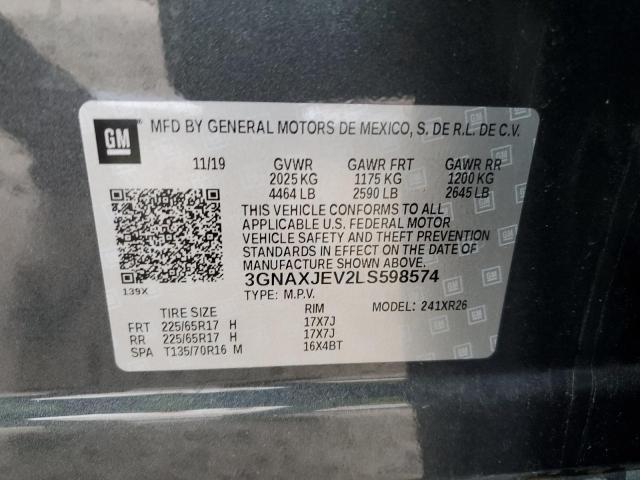 GM MFD BY GENERAL MOTORS DE MEXICO, S. DE R.L. DE C.V.
11/19 GVWR GAWR FRT GAWR RR
2025 KG 1175 KG 1200 KG
4464 LB 2590 LB 2645 LB
THIS VEHICLE CONFORMS TO ALL
APPLICABLE U.S. FEDERAL MOTOR
VEHICLE SAFETY AND THEFT PREVENTION
STANDARDS IN EFFECT ON THE DATE OF
MANUFACTURE SHOWN ABOVE.
3GNAXJEV2LS598574
139X TYPE: M.P.V. MODEL: 241XR26
TIRE SIZE RIM
FRT 225/65R17 H 17X7J
RR 225/65R17 H 17X7J
SPA T135/70R16 M 16X4BT